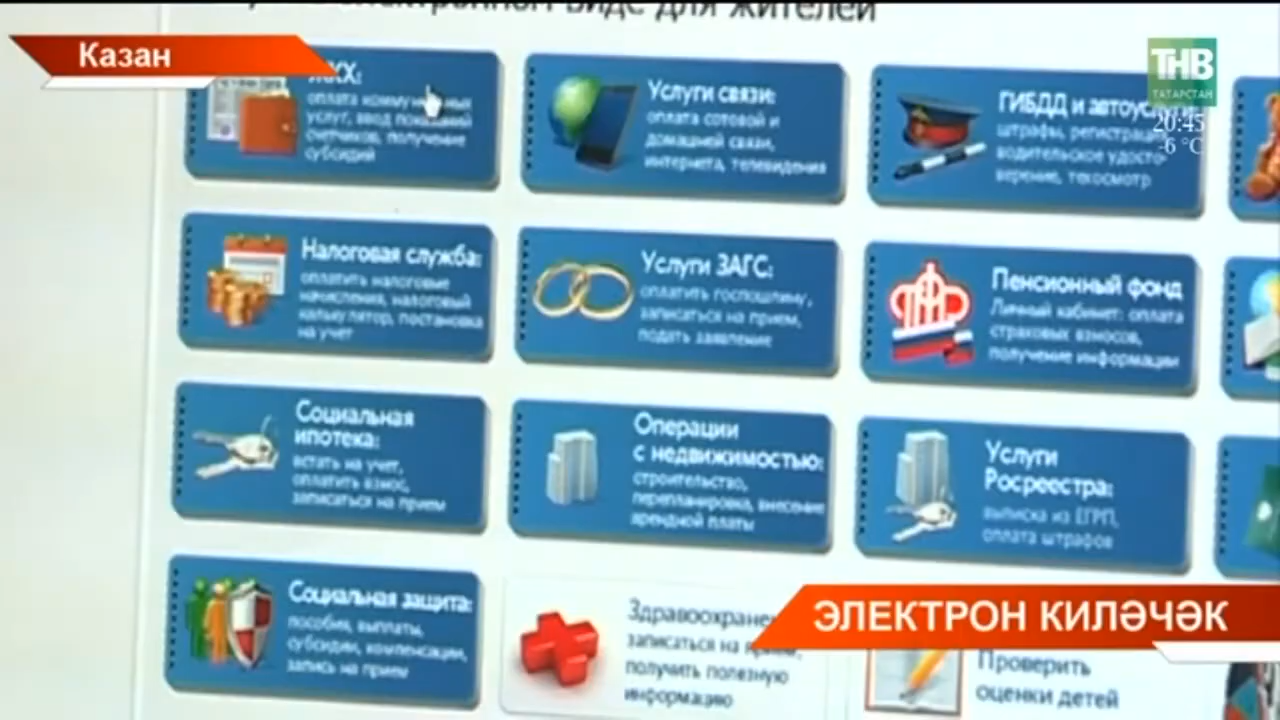 электронном виде для жителей
Казан
ТНВ
ТАТАРСТАН
20:45
-6 °C
ЖКХ:
оплата коммунальных
услуг, ввод показаний
счетчиков, получение
субсидий
Услуги связи:
оплата сотовой и
домашней связи,
интернета, телевидения
ГИБДД и автоуслуги
штрафы, регистрация
водительское удосто-
верение, техосмотр
Налоговая служба:
оплатить налоговые
начисления, налоговый
калькулятор, постановка
на учет
Услуги ЗАГС:
оплатить госпошлину,
записаться на прием,
подать заявление
Пенсионный фонд
Личный кабинет: оплата
страховых взносов,
получение информации
Социальная
ипотека:
встать на учет,
оплатить взнос,
записаться на прием
Операции
с недвижимостью:
строительство,
перепланировка, внесение
арендной платы
Услуги
Росреестра:
выписка из ЕГРП,
оплата штрафов
Социальная защита:
пособия, выплаты,
субсидии, компенсации,
запись на прием
Здравоохранен
записаться на прием,
получить полезную
информацию
Проверить
оценки детей
ЭЛЕКТРОН КИЛӘЧӘК